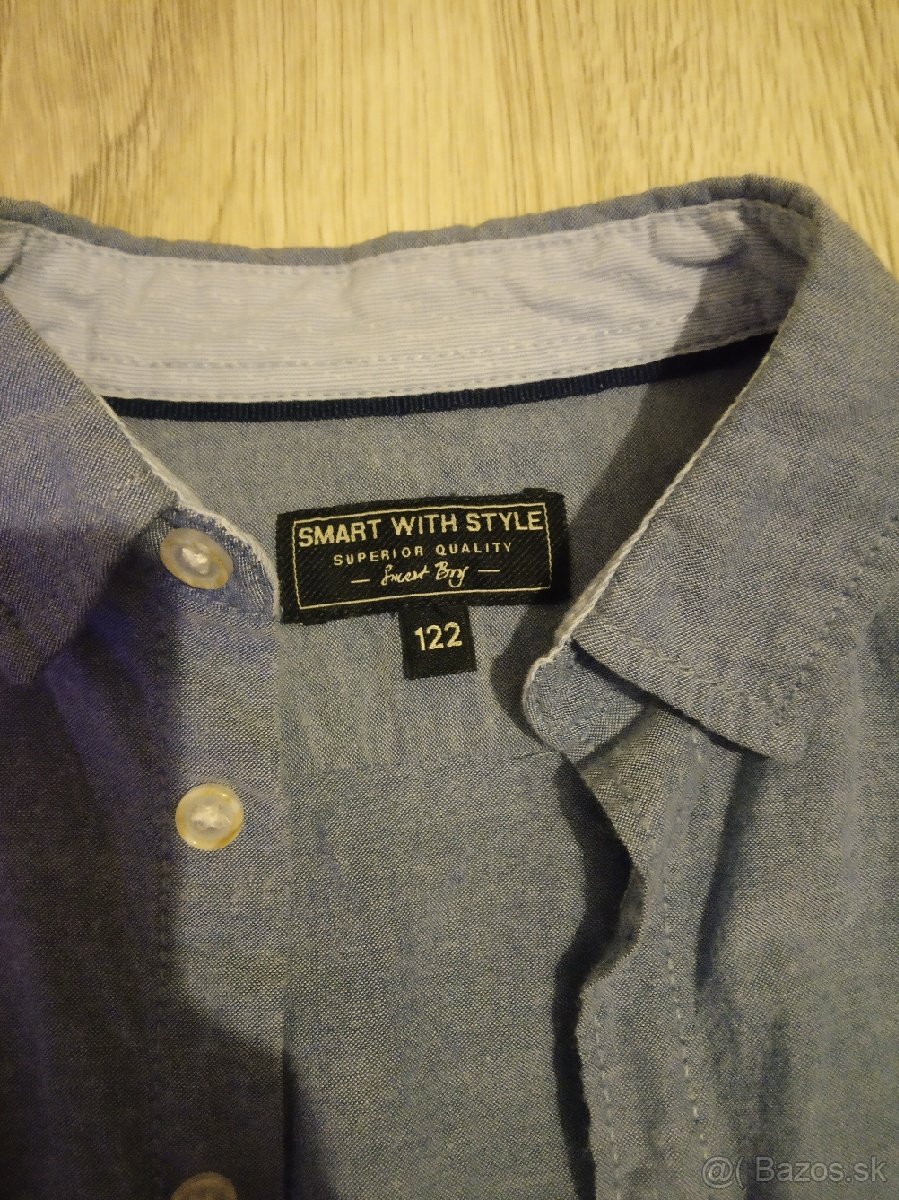 SMART WITH STYLE
SUPERIOR QUALITY
— Smart Boy —
122
@( Bazos.sk